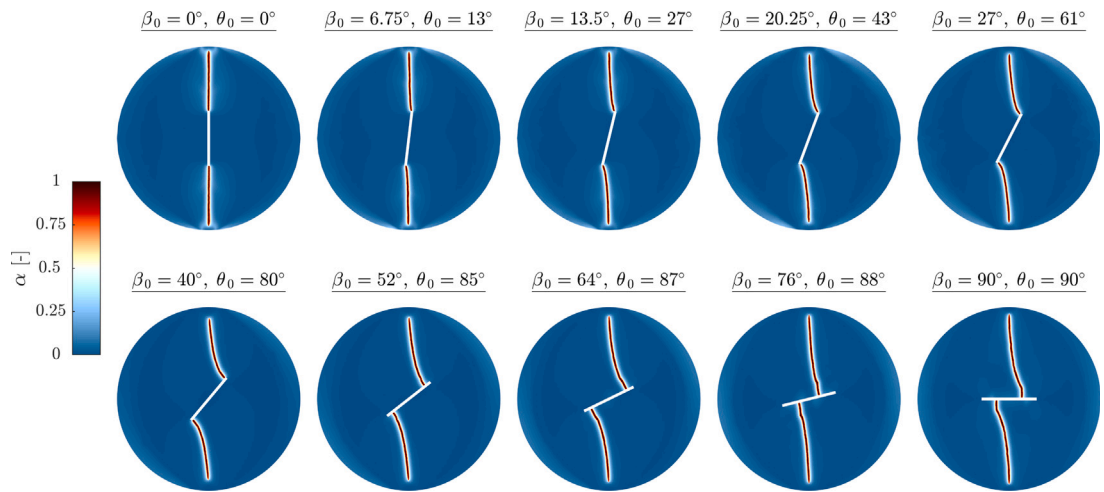 β₀ = 0°, θ₀ = 0°
β₀ = 6.75°, θ₀ = 13°
β₀ = 13.5°, θ₀ = 27°
β₀ = 20.25°, θ₀ = 43°
β₀ = 27°, θ₀ = 61°
1
0.75
0.5
0.25
0
α [-]
β₀ = 40°, θ₀ = 80°
β₀ = 52°, θ₀ = 85°
β₀ = 64°, θ₀ = 87°
β₀ = 76°, θ₀ = 88°
β₀ = 90°, θ₀ = 90°